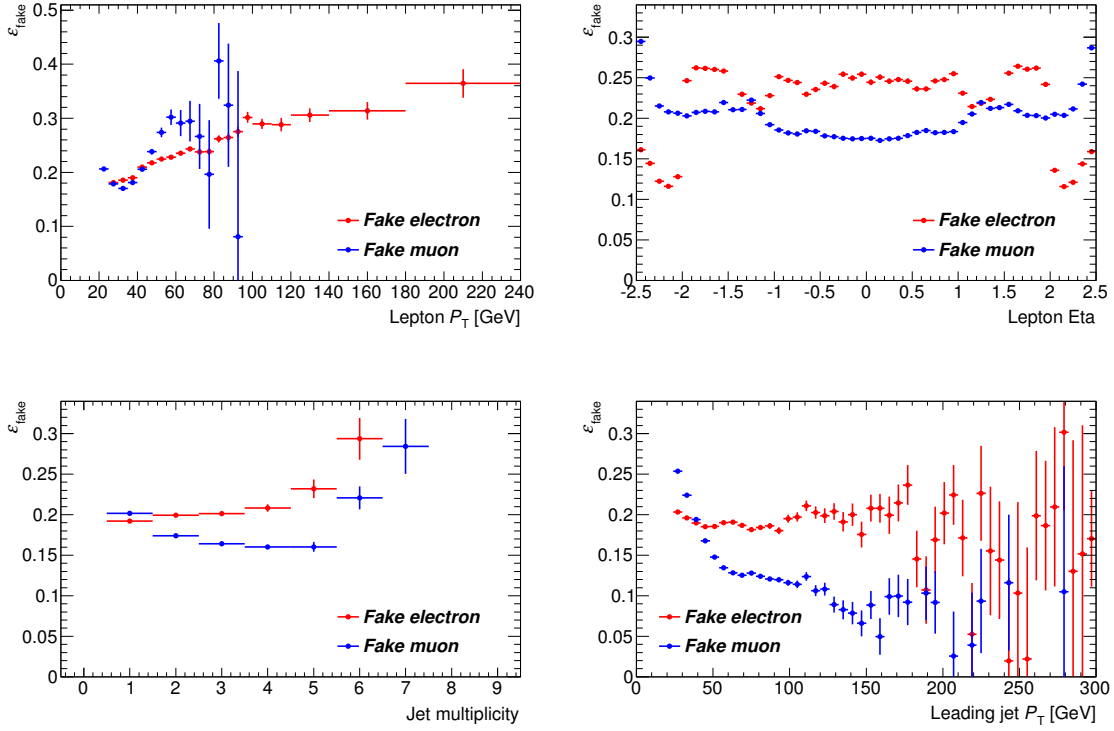 ε_fake
0.5
0.4
0.3
0.2
0.1
0
Fake electron
Fake muon
0 20 40 60 80 100 120 140 160 180 200 220 240
Lepton P_T [GeV]
ε_fake
0.3
0.25
0.2
0.15
0.1
0.05
0
Fake electron
Fake muon
-2.5 -2 -1.5 -1 -0.5 0 0.5 1 1.5 2 2.5
Lepton Eta
ε_fake
0.3
0.25
0.2
0.15
0.1
0.05
0
Fake electron
Fake muon
0 1 2 3 4 5 6 7 8 9
Jet multiplicity
ε_fake
0.3
0.25
0.2
0.15
0.1
0.05
0
Fake electron
Fake muon
0 50 100 150 200 250 300
Leading jet P_T [GeV]